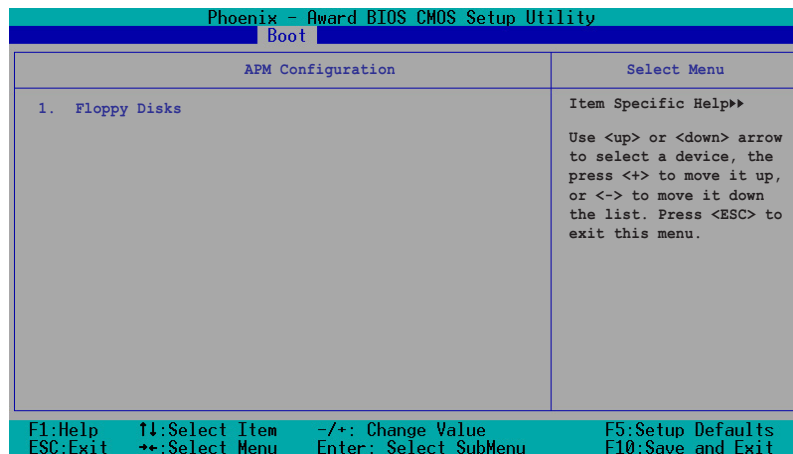 Phoenix - Award BIOS CMOS Setup Utility
Boot
APM Configuration
Select Menu
1. Floppy Disks
Item Specific Help▶▶
Use <up> or <down> arrow
to select a device, the
press <+> to move it up,
or <-> to move it down
the list. Press <ESC> to
exit this menu.
F1:Help ↑↓:Select Item -/+: Change Value F5:Setup Defaults
ESC:Exit →←:Select Menu Enter: Select SubMenu F10:Save and Exit